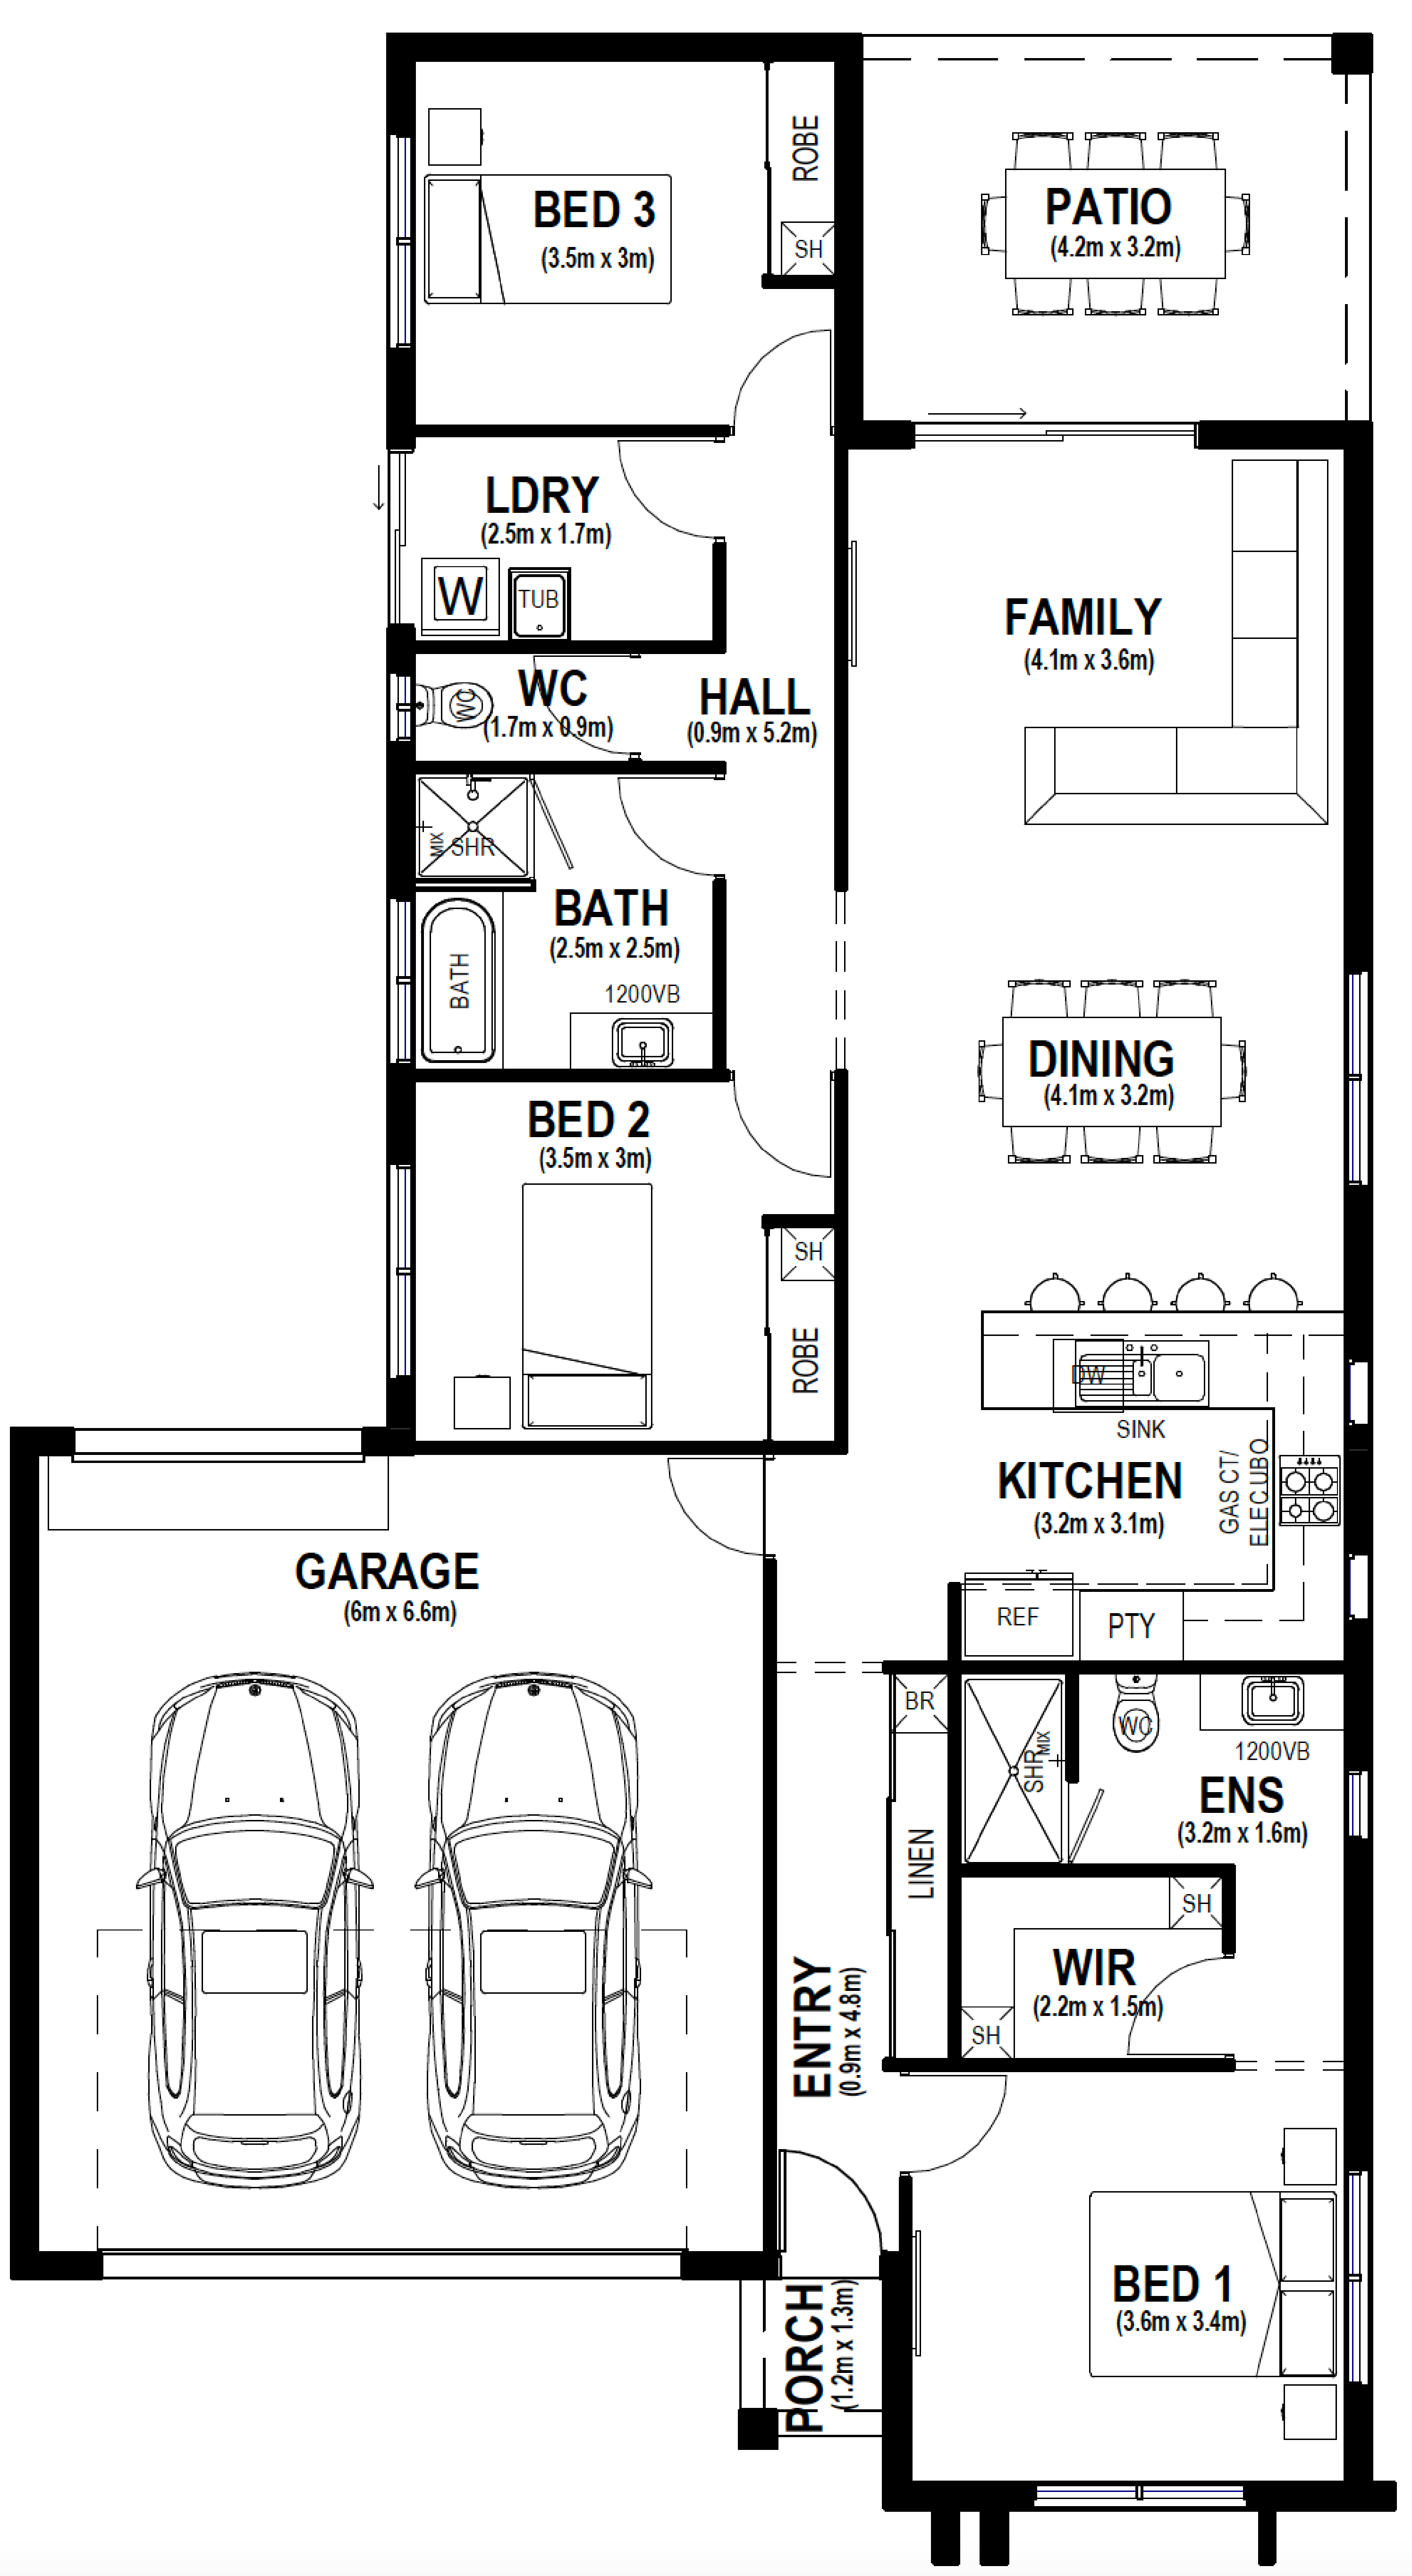 BED 3
(3.5m x 3m)
ROBE
SH
PATIO
(4.2m x 3.2m)
LDRY
(2.5m x 1.7m)
W
TUB
FAMILY
(4.1m x 3.6m)
WC
WC
(1.7m x 0.9m)
HALL
(0.9m x 5.2m)
MIX
SHR
BATH
(2.5m x 2.5m)
BATH
1200VB
DINING
(4.1m x 3.2m)
BED 2
(3.5m x 3m)
SH
ROBE
DW
SINK
KITCHEN
(3.2m x 3.1m)
GAS CT/
ELEC UBO
GARAGE
(6m x 6.6m)
REF
PTY
BR
LINEN
SHR
MIX
WC
1200VB
ENS
(3.2m x 1.6m)
SH
WIR
(2.2m x 1.5m)
SH
ENTRY
(0.9m x 4.8m)
BED 1
(3.6m x 3.4m)
PORCH
(1.2m x 1.3m)